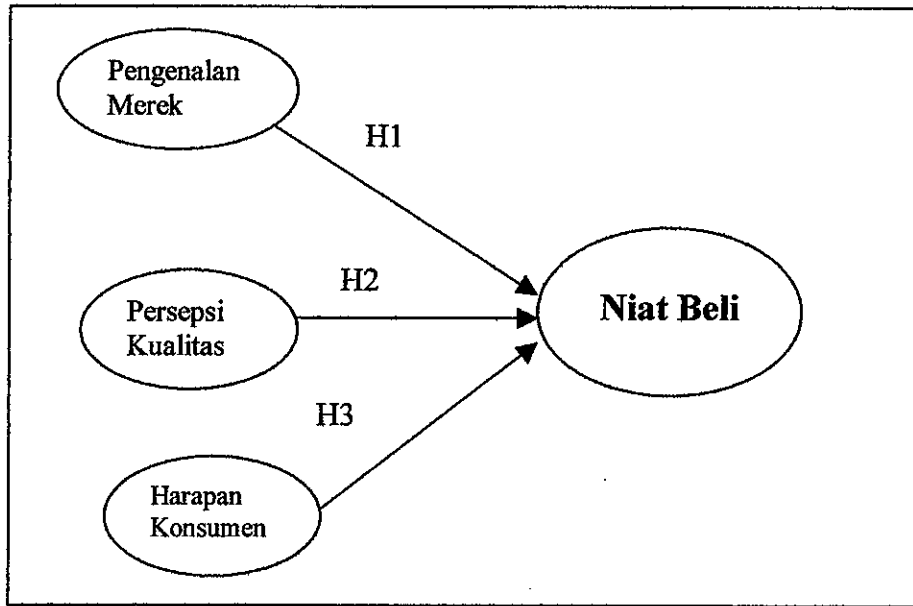 Pengenalan
Merek
H1
Persepsi
Kualitas
H2
Niat Beli
H3
Harapan
Konsumen